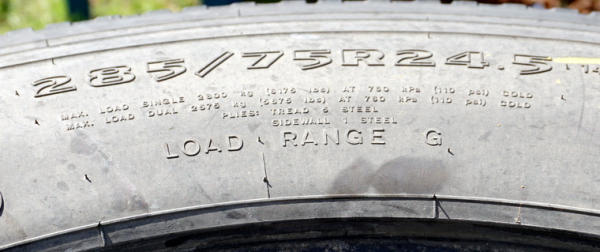 285/75R24.5
MAX. LOAD SINGLE 2800 kg (6175 lbs) AT 760 kPa (110 psi) COLD
MAX. LOAD DUAL 2575 kg (5675 lbs) AT 760 kPa (110 psi) COLD
PLIES: TREAD 5 STEEL
SIDEWALL 1 STEEL
LOAD RANGE G